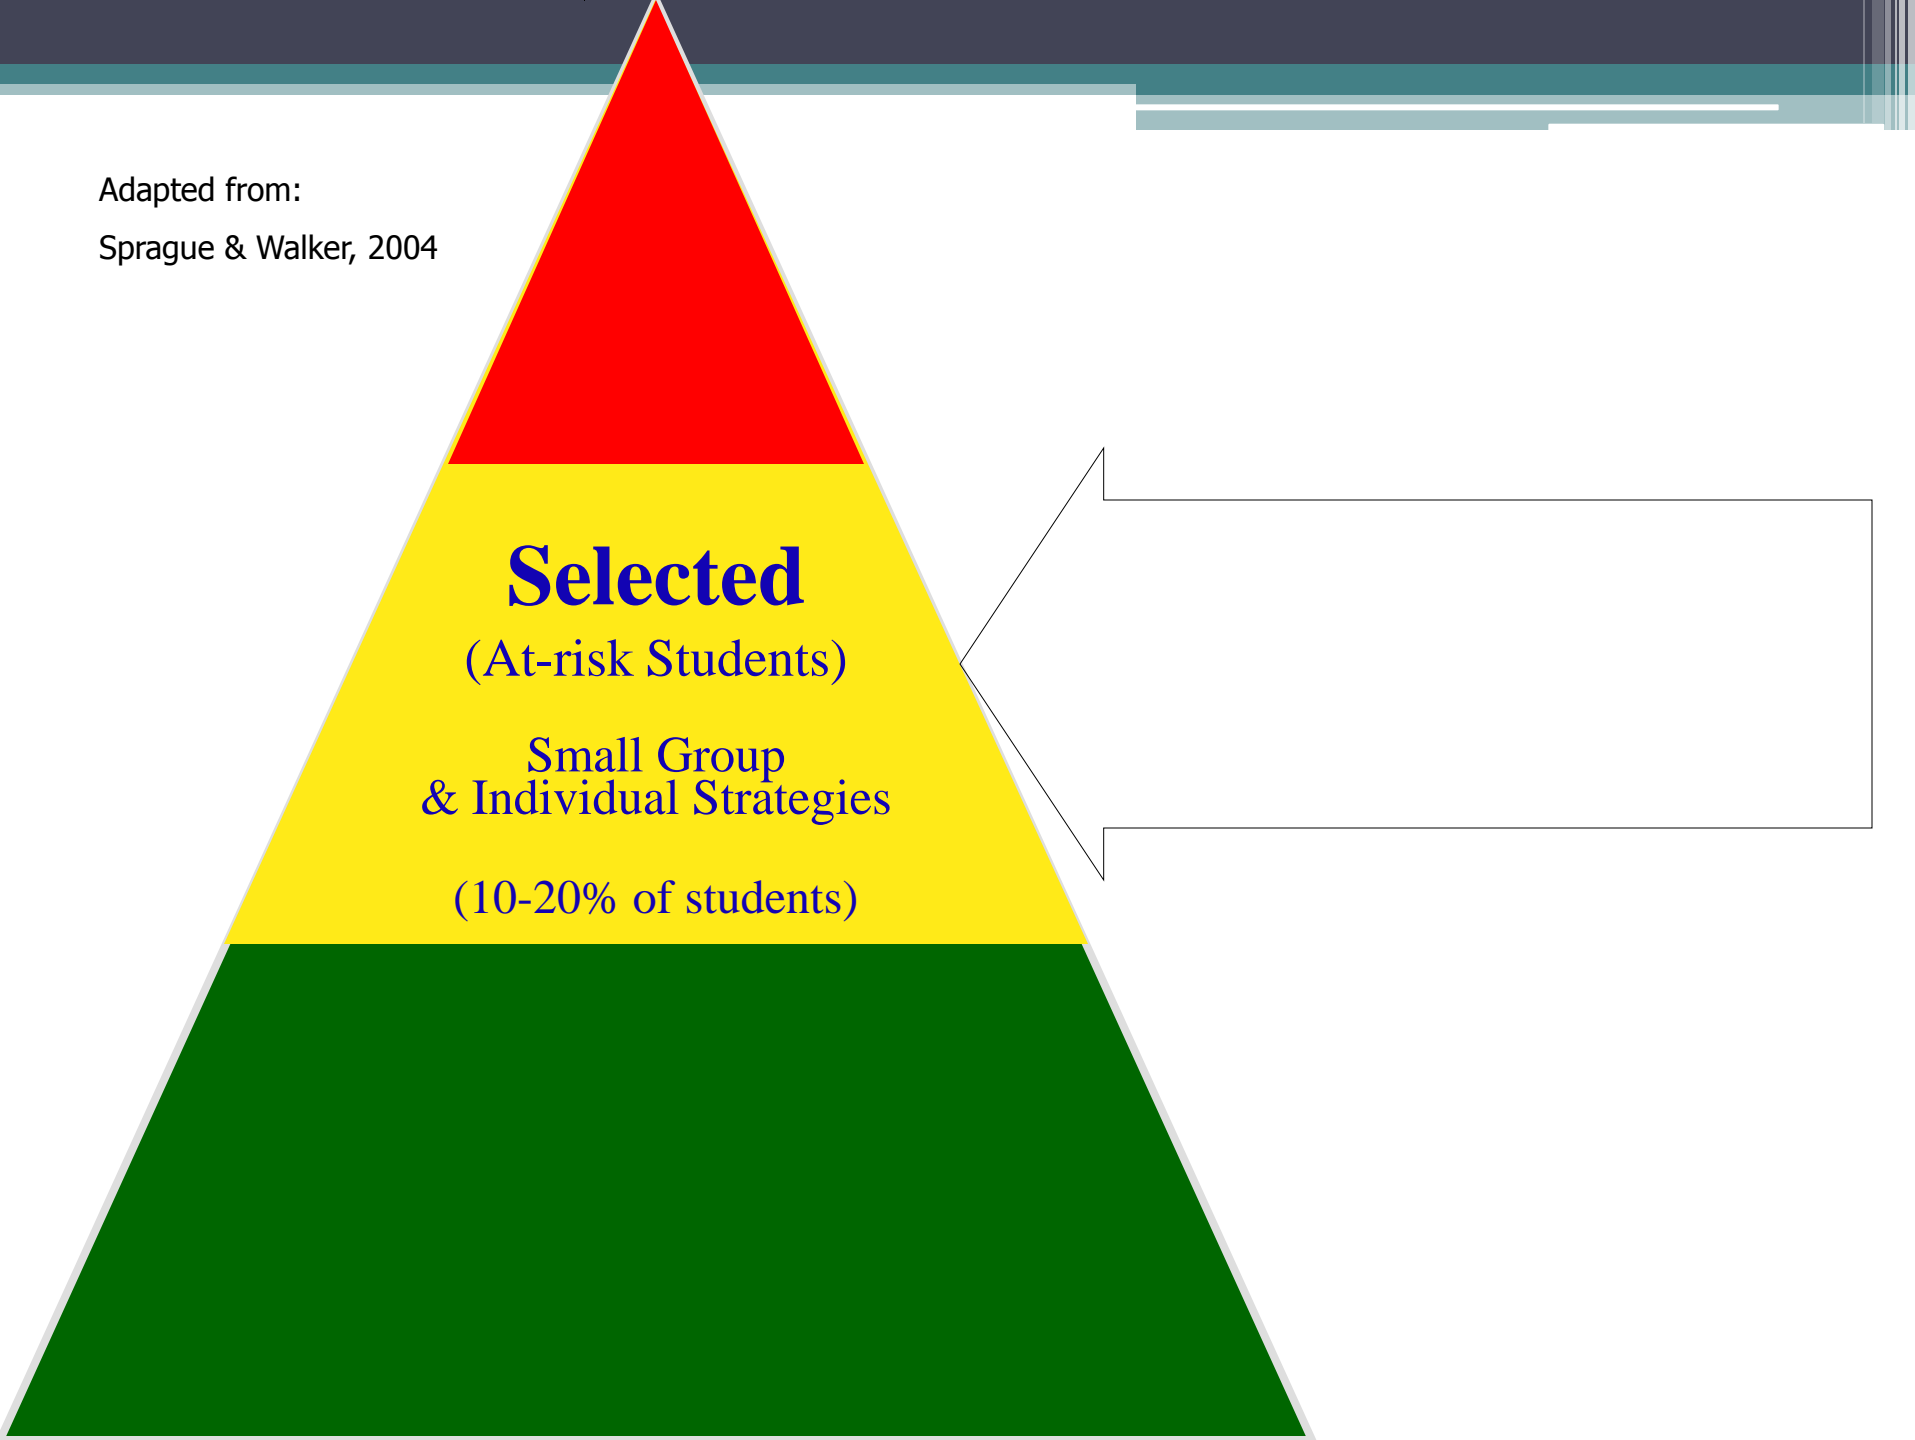 Adapted from:
Sprague & Walker, 2004
Selected
(At-risk Students)
Small Group
& Individual Strategies
(10-20% of students)